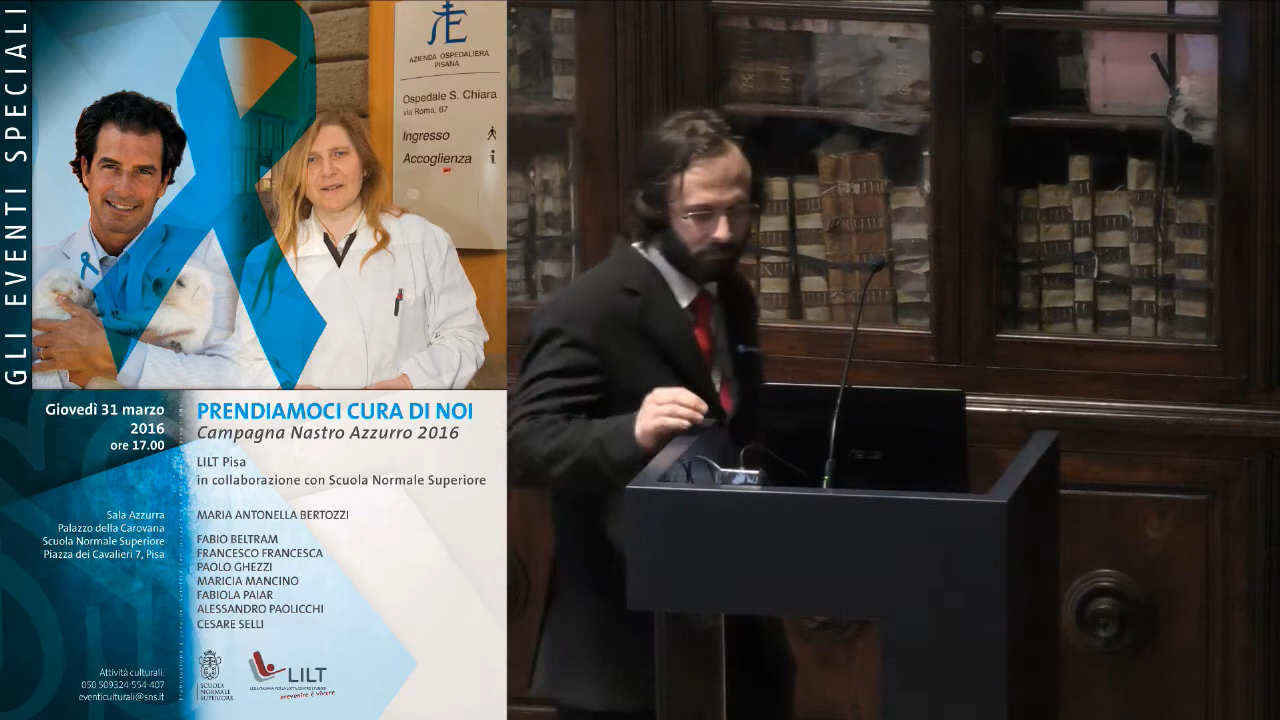 GLI EVENTI SPECIALI
AZIENDA OSPEDALIERA
PISANA
Ospedale S. Chiara
via Roma, 67
Ingresso
Accoglienza i
Giovedì 31 marzo
2016
ore 17.00
PRENDIAMOCI CURA DI NOI
Campagna Nastro Azzurro 2016
LILT Pisa
in collaborazione con Scuola Normale Superiore
Sala Azzurra
Palazzo della Carovana
Scuola Normale Superiore
Piazza dei Cavalieri 7, Pisa
MARIA ANTONELLA BERTOZZI
FABIO BELTRAM
FRANCESCO FRANCESCA
PAOLO GHEZZI
MARICIA MANCINO
FABIOLA PAIAR
ALESSANDRO PAOLICCHI
CESARE SELLI
Attività culturali:
050 509324-554-407
eventiculturali@sns.it
SCUOLA
NORMALE
SUPERIORE
LILT
prevenire è vivere